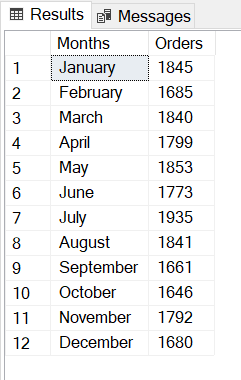 Results Messages
Months Orders
1 January 1845
2 February 1685
3 March 1840
4 April 1799
5 May 1853
6 June 1773
7 July 1935
8 August 1841
9 September 1661
10 October 1646
11 November 1792
12 December 1680